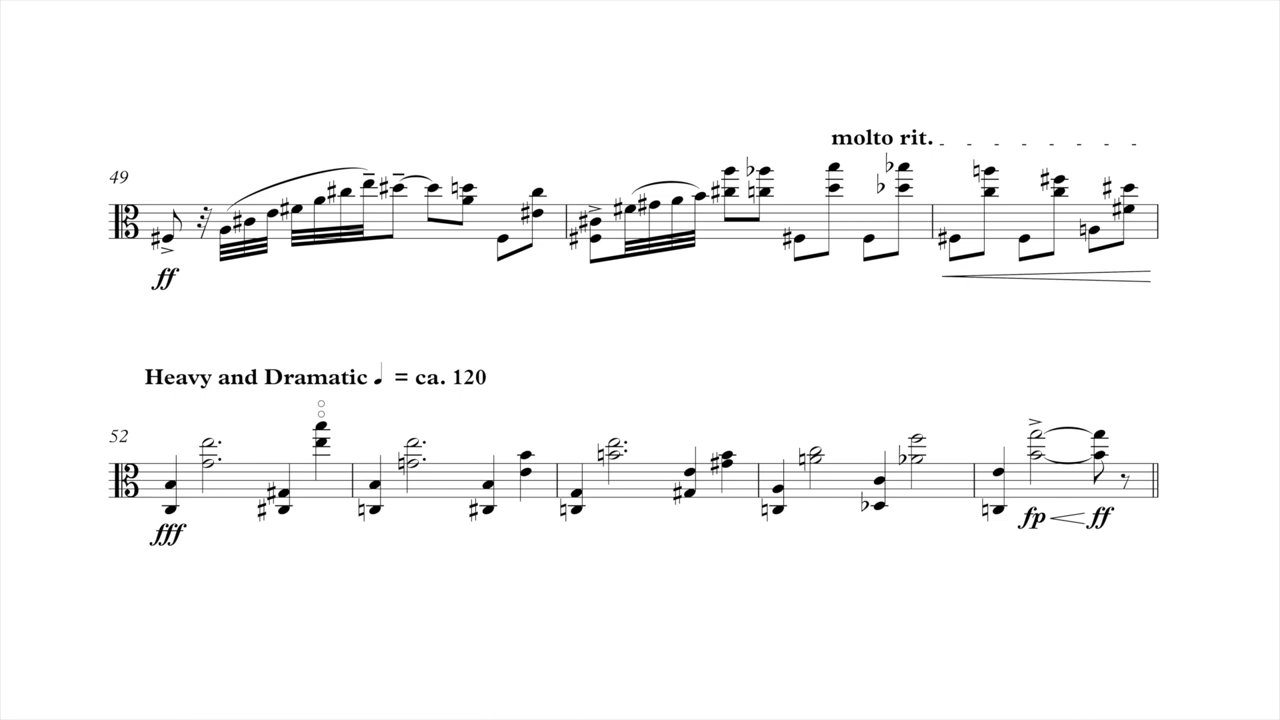 molto rit.
49
ff
Heavy and Dramatic ♩ = ca. 120
52
fff
fp ff